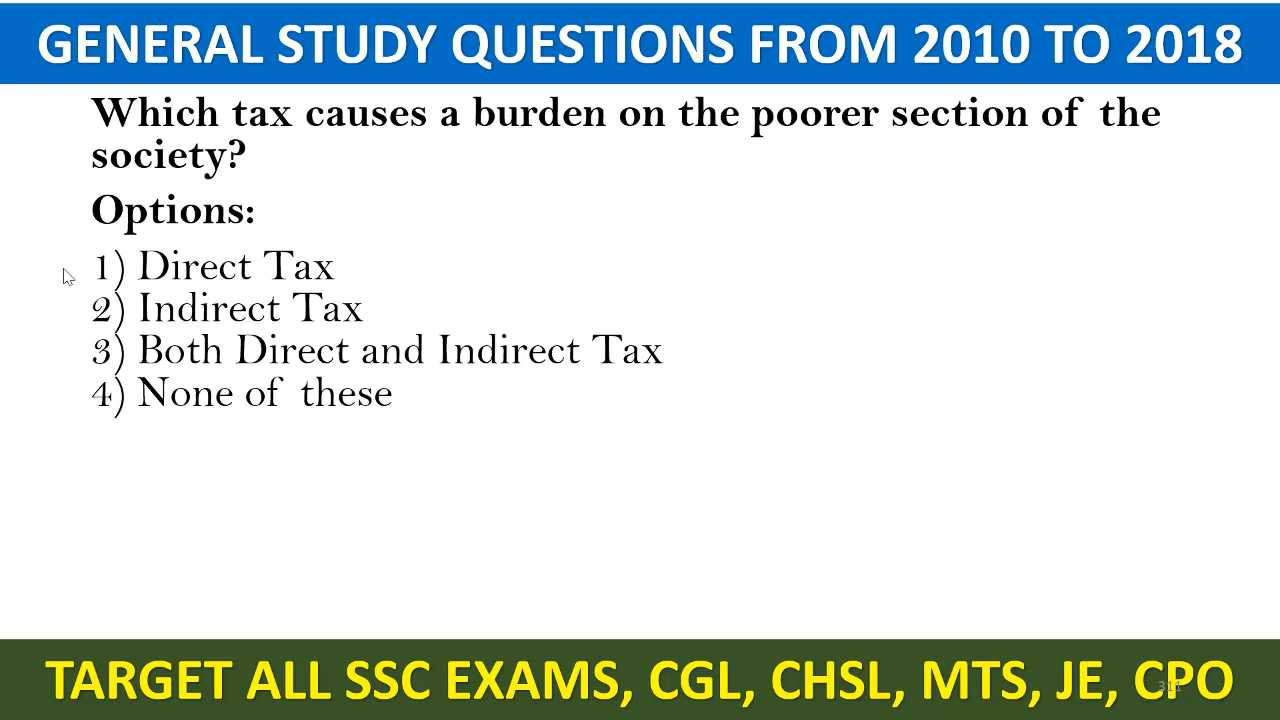 GENERAL STUDY QUESTIONS FROM 2010 TO 2018
Which tax causes a burden on the poorer section of the
society?
Options:
1) Direct Tax
2) Indirect Tax
3) Both Direct and Indirect Tax
4) None of these
TARGET ALL SSC EXAMS, CGL, CHSL, MTS, JE, CPO
311